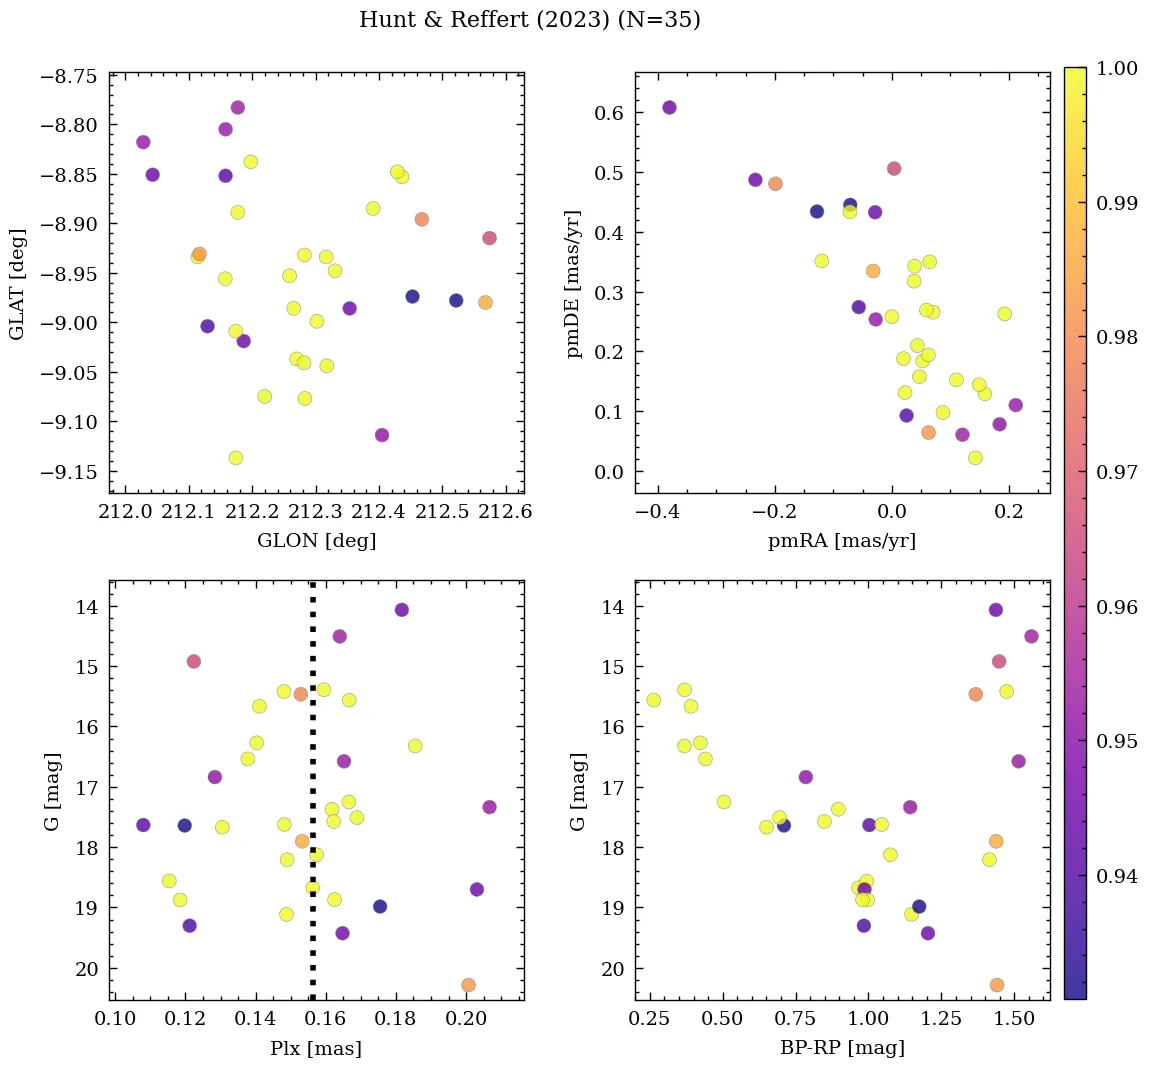 Hunt & Reffert (2023) (N=35)
−8.75
−8.80
−8.85
−8.90
−8.95
−9.00
−9.05
−9.10
−9.15
GLAT [deg]
212.0 212.1 212.2 212.3 212.4 212.5 212.6
GLON [deg]
0.6
0.5
0.4
0.3
0.2
0.1
0.0
pmDE [mas/yr]
−0.4 −0.2 0.0 0.2
pmRA [mas/yr]
14
15
16
17
18
19
20
G [mag]
0.10 0.12 0.14 0.16 0.18 0.20
Plx [mas]
14
15
16
17
18
19
20
G [mag]
0.25 0.50 0.75 1.00 1.25 1.50
BP-RP [mag]
1.00
0.99
0.98
0.97
0.96
0.95
0.94